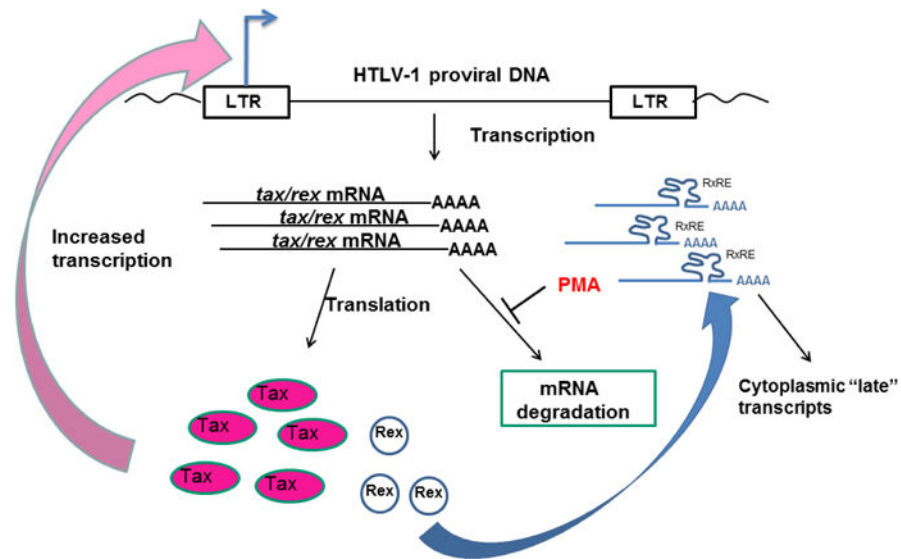 HTLV-1 proviral DNA
LTR
LTR
Transcription
tax/rex mRNA AAAA
tax/rex mRNA AAAA
tax/rex mRNA AAAA
RxRE
AAAA
RxRE
AAAA
RxRE
AAAA
Increased
transcription
Translation
PMA
mRNA
degradation
Cytoplasmic “late”
transcripts
Tax
Tax
Tax
Tax
Tax
Rex
Rex
Rex